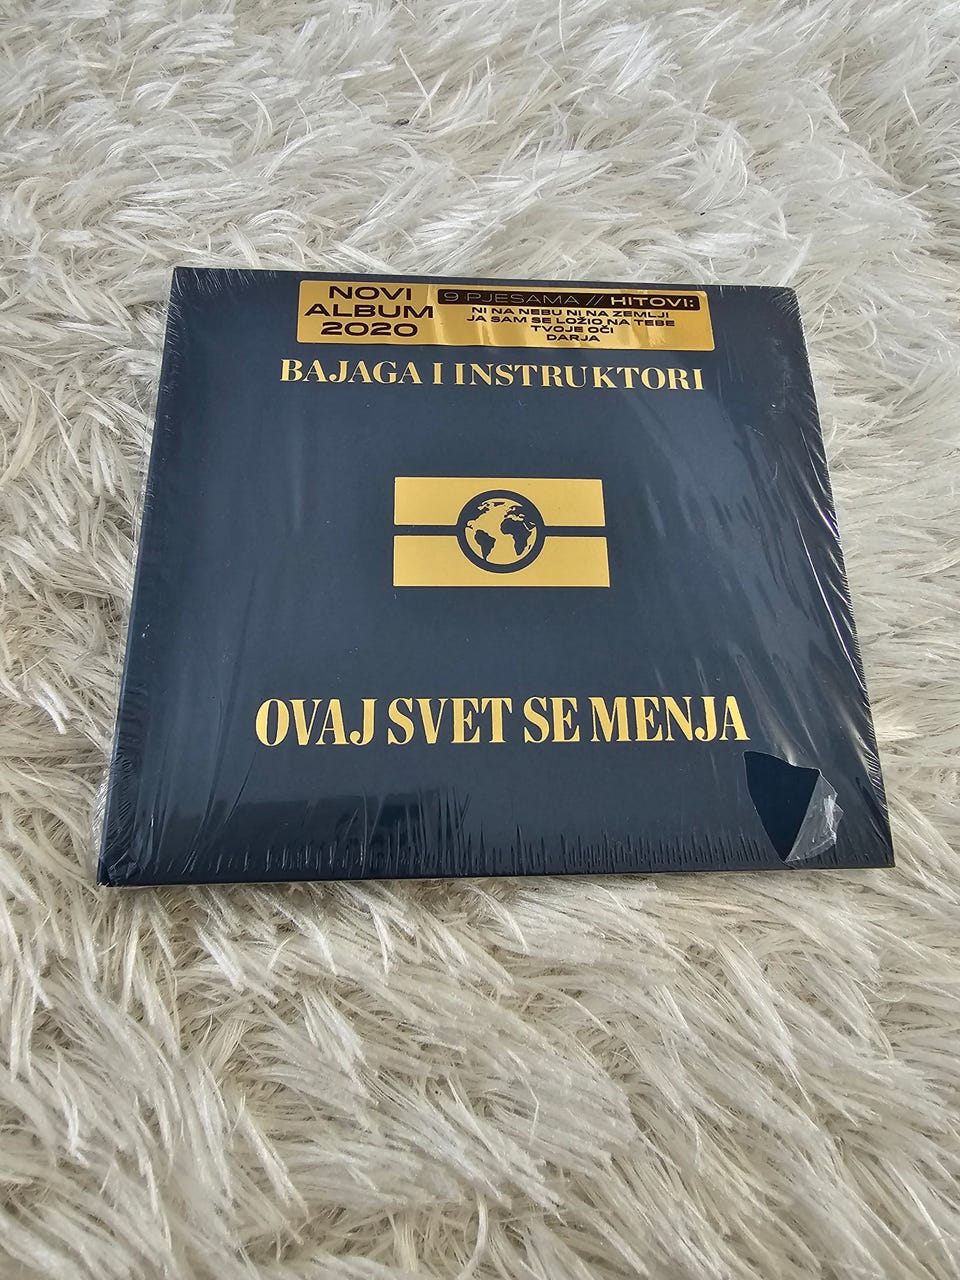 NOVI
ALBUM
2020
9 PJESAMA // HITOVI:
NI NA NEBU NI NA ZEMLJI
JA SAM SE LOŽIO NA TEBE
TVOJE OČI
DARJA
BAJAGA I INSTRUKTORI
OVAJ SVET SE MENJA